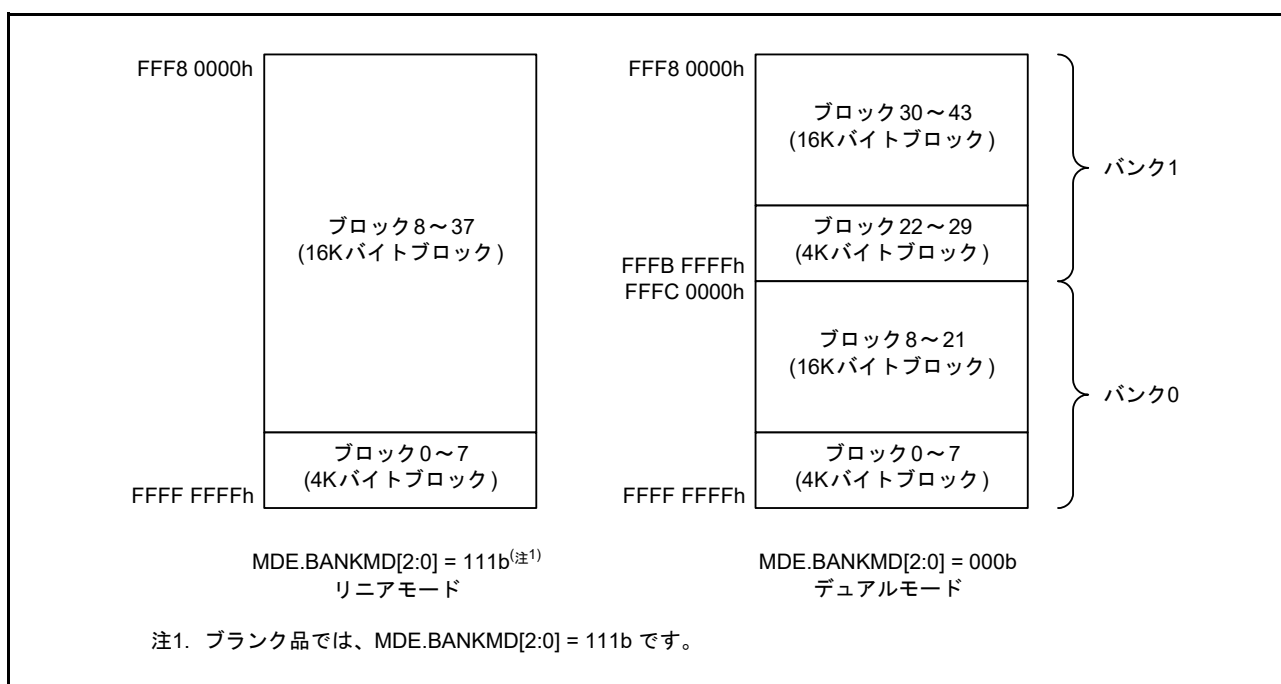 FFF8 0000h
ブロック8～37
(16Kバイトブロック)
ブロック0～7
(4Kバイトブロック)
FFFF FFFFh
MDE.BANKMD[2:0] = 111b(注1)
リニアモード
FFF8 0000h
ブロック30～43
(16Kバイトブロック)
バンク1
ブロック22～29
(4Kバイトブロック)
FFFB FFFFh
FFFC 0000h
ブロック8～21
(16Kバイトブロック)
バンク0
ブロック0～7
(4Kバイトブロック)
FFFF FFFFh
MDE.BANKMD[2:0] = 000b
デュアルモード
注1. ブランク品では、MDE.BANKMD[2:0] = 111b です。